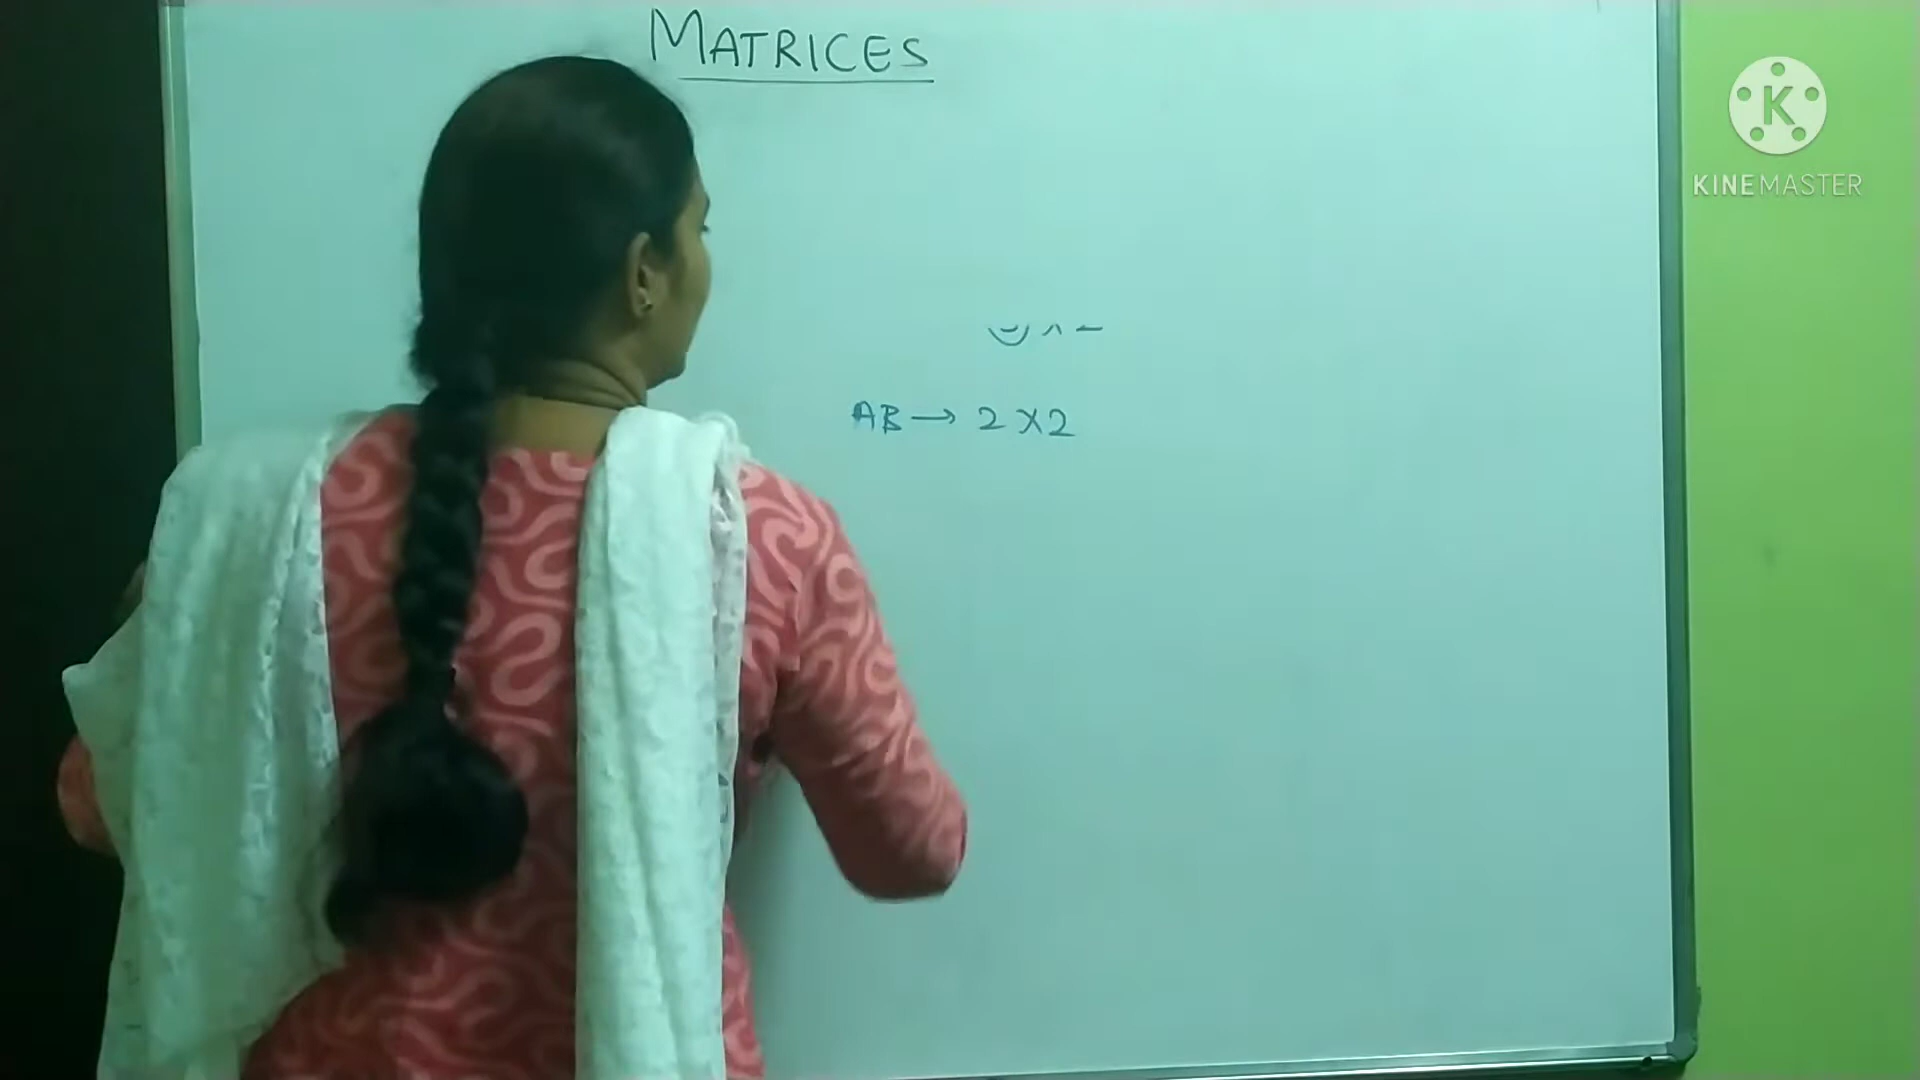 MATRICES
K
KINEMASTER
AB → 2 X 2